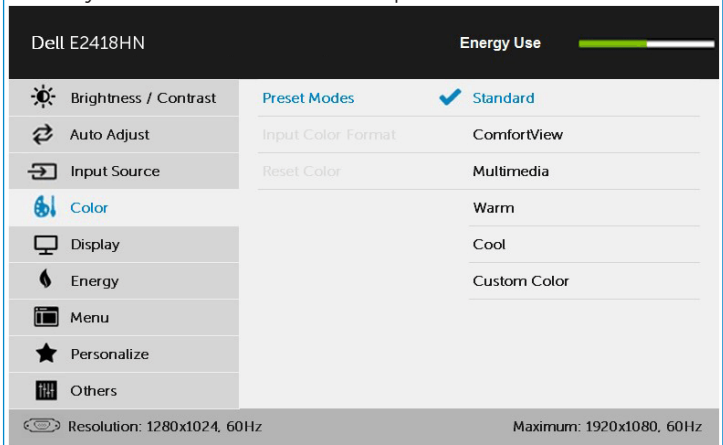 Dell E2418HN
Energy Use
Brightness / Contrast
Preset Modes
Standard
Auto Adjust
Input Color Format
ComfortView
Input Source
Reset Color
Multimedia
Color
Warm
Display
Cool
Energy
Custom Color
Menu
Personalize
Others
Resolution: 1280x1024, 60Hz
Maximum: 1920x1080, 60Hz